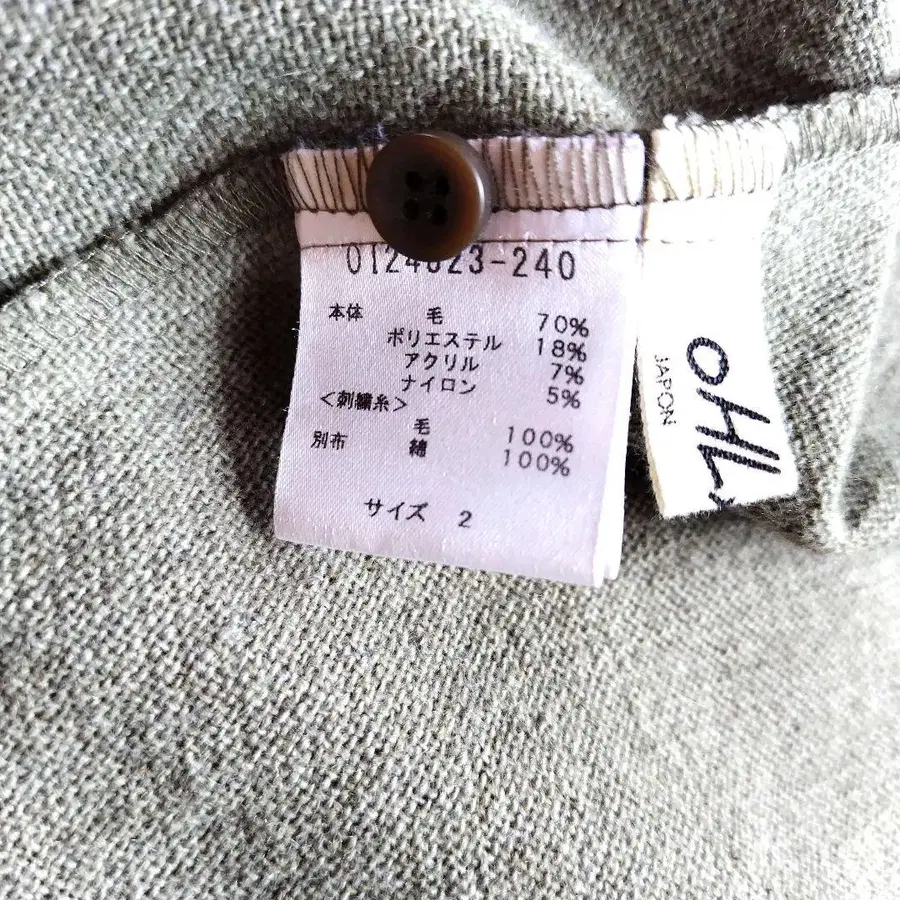 0124023-240
本体 毛 70%
ポリエステル 18%
アクリル 7%
ナイロン 5%
<刺繍糸>
毛 100%
別布 綿 100%
サイズ 2
OHL
JAPON